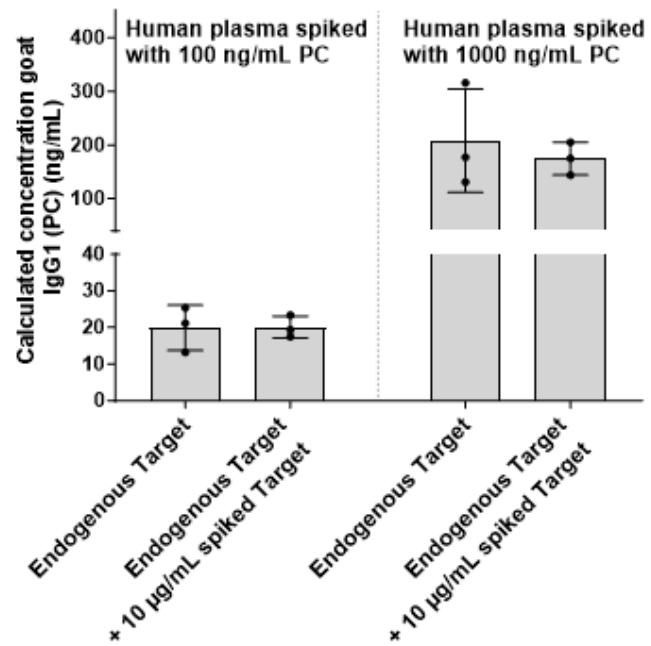 Human plasma spiked
with 100 ng/mL PC
Human plasma spiked
with 1000 ng/mL PC
Calculated concentration goat
IgG1 (PC) (ng/mL)
400
300
200
100
40
30
20
10
0
Endogenous Target
Endogenous Target
+ 10 µg/mL spiked Target
Endogenous Target
Endogenous Target
+ 10 µg/mL spiked Target